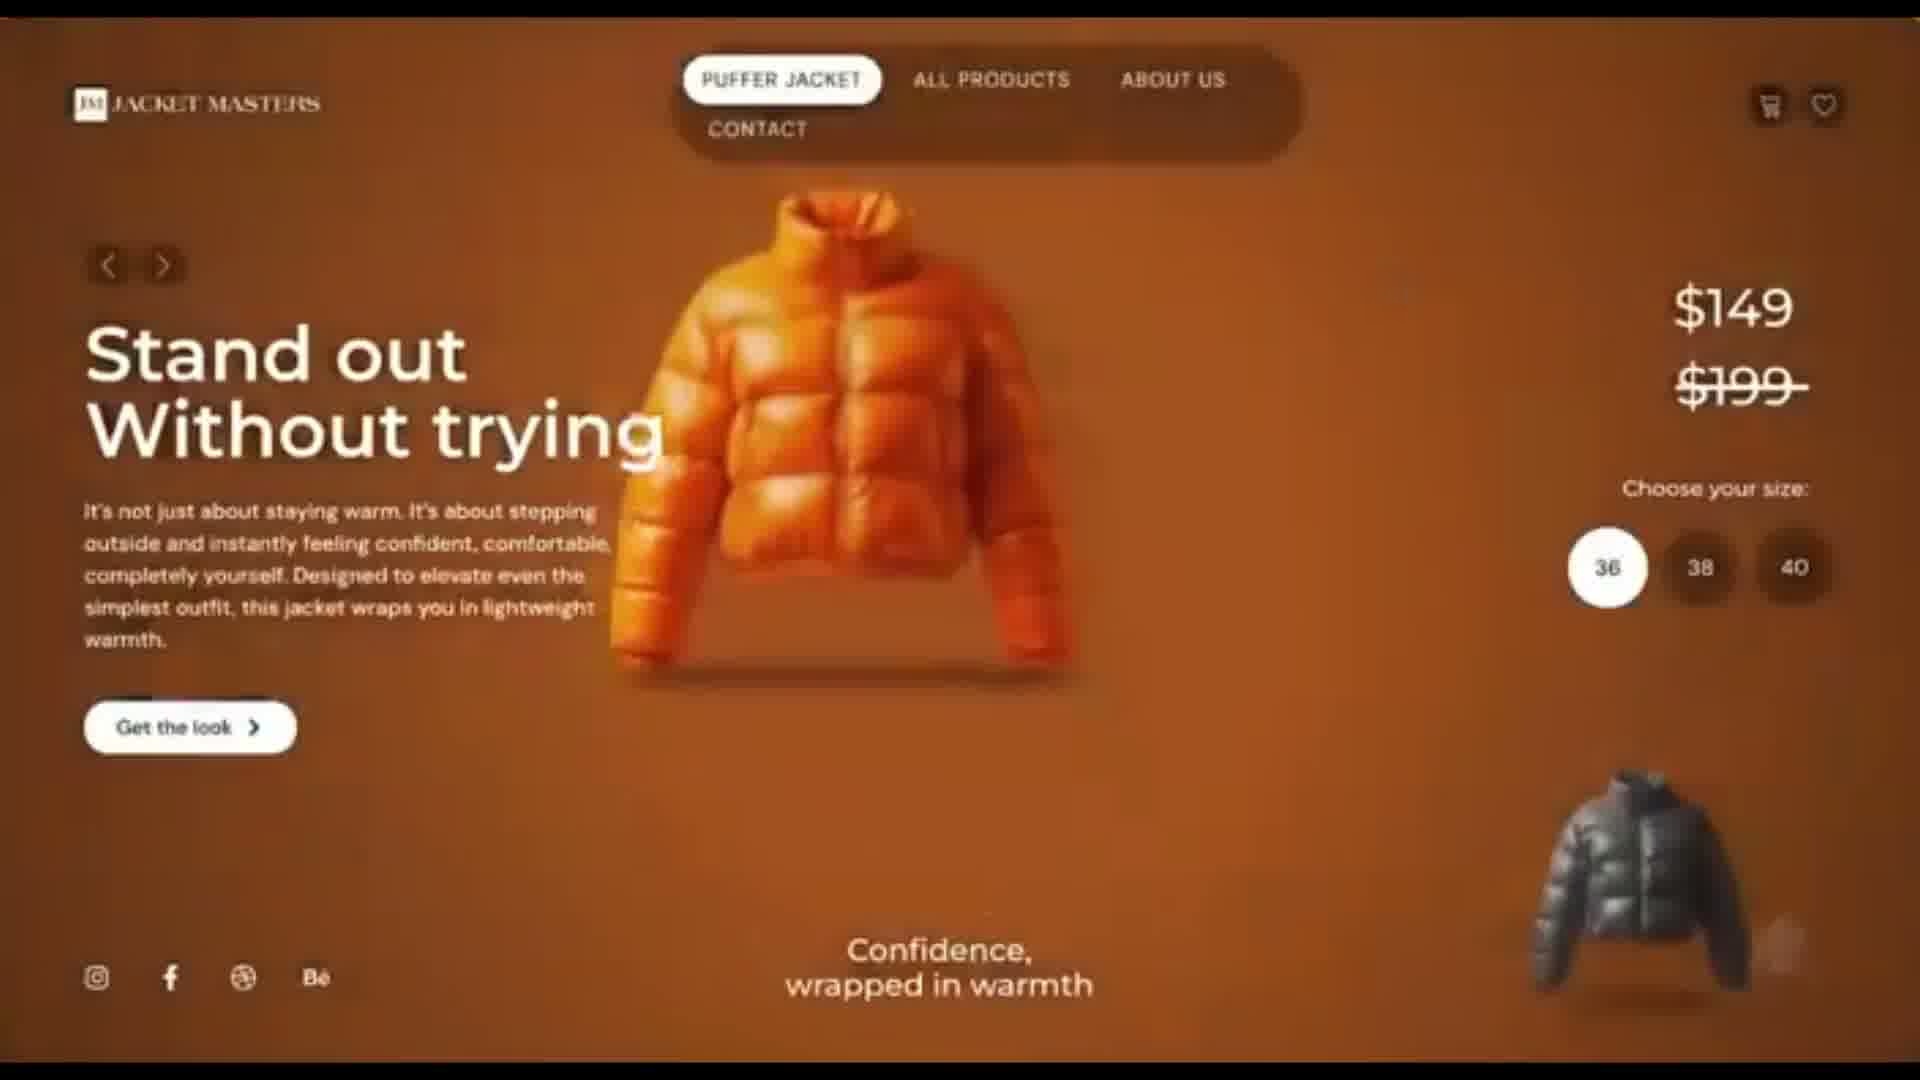 JM JACKET MASTERS
PUFFER JACKET ALL PRODUCTS ABOUT US
CONTACT
Stand out
Without trying
It's not just about staying warm. It's about stepping
outside and instantly feeling confident, comfortable,
completely yourself. Designed to elevate even the
simplest outfit, this jacket wraps you in lightweight
warmth.
Get the look
$149
$199
Choose your size:
36 38 40
Confidence,
wrapped in warmth
Bē